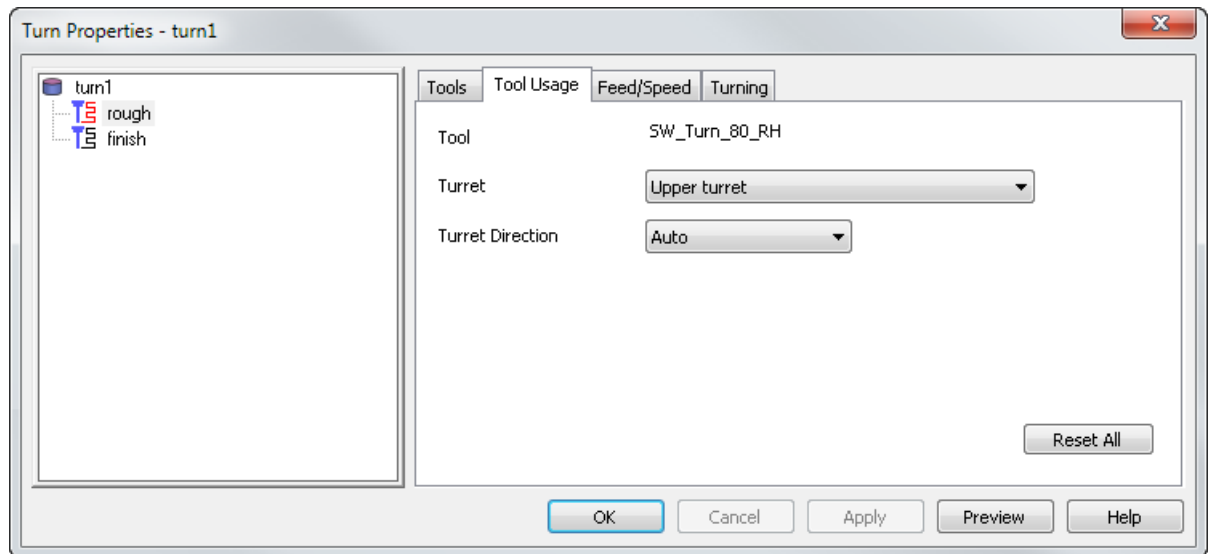 Turn Properties - turn1
X
turn1
rough
finish
Tools Tool Usage Feed/Speed Turning
Tool SW_Turn_80_RH
Turret Upper turret
Turret Direction Auto
Reset All
OK Cancel Apply Preview Help